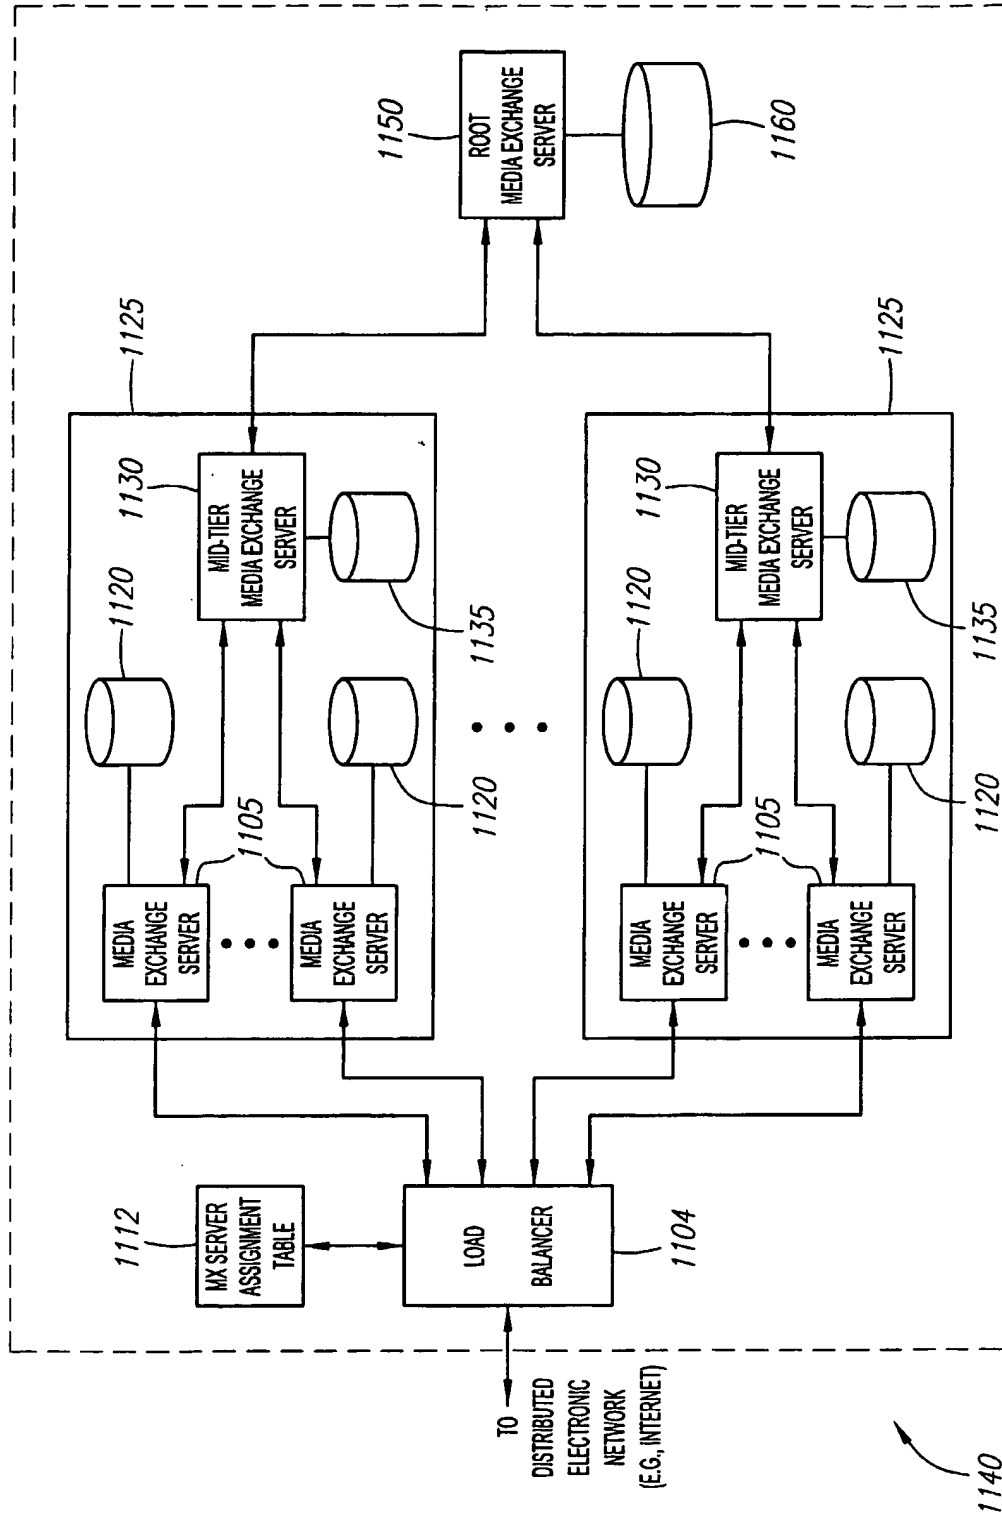 1140
TO
DISTRIBUTED
ELECTRONIC
NETWORK
(E.G., INTERNET)
1112
MX SERVER
ASSIGNMENT
TABLE
LOAD
BALANCER
1104
1125
MEDIA
EXCHANGE
SERVER
1105
MEDIA
EXCHANGE
SERVER
1120
1120
1130
MID-TIER
MEDIA EXCHANGE
SERVER
1135
1125
MEDIA
EXCHANGE
SERVER
1105
MEDIA
EXCHANGE
SERVER
1120
1120
1130
MID-TIER
MEDIA EXCHANGE
SERVER
1135
1150
ROOT
MEDIA EXCHANGE
SERVER
1160